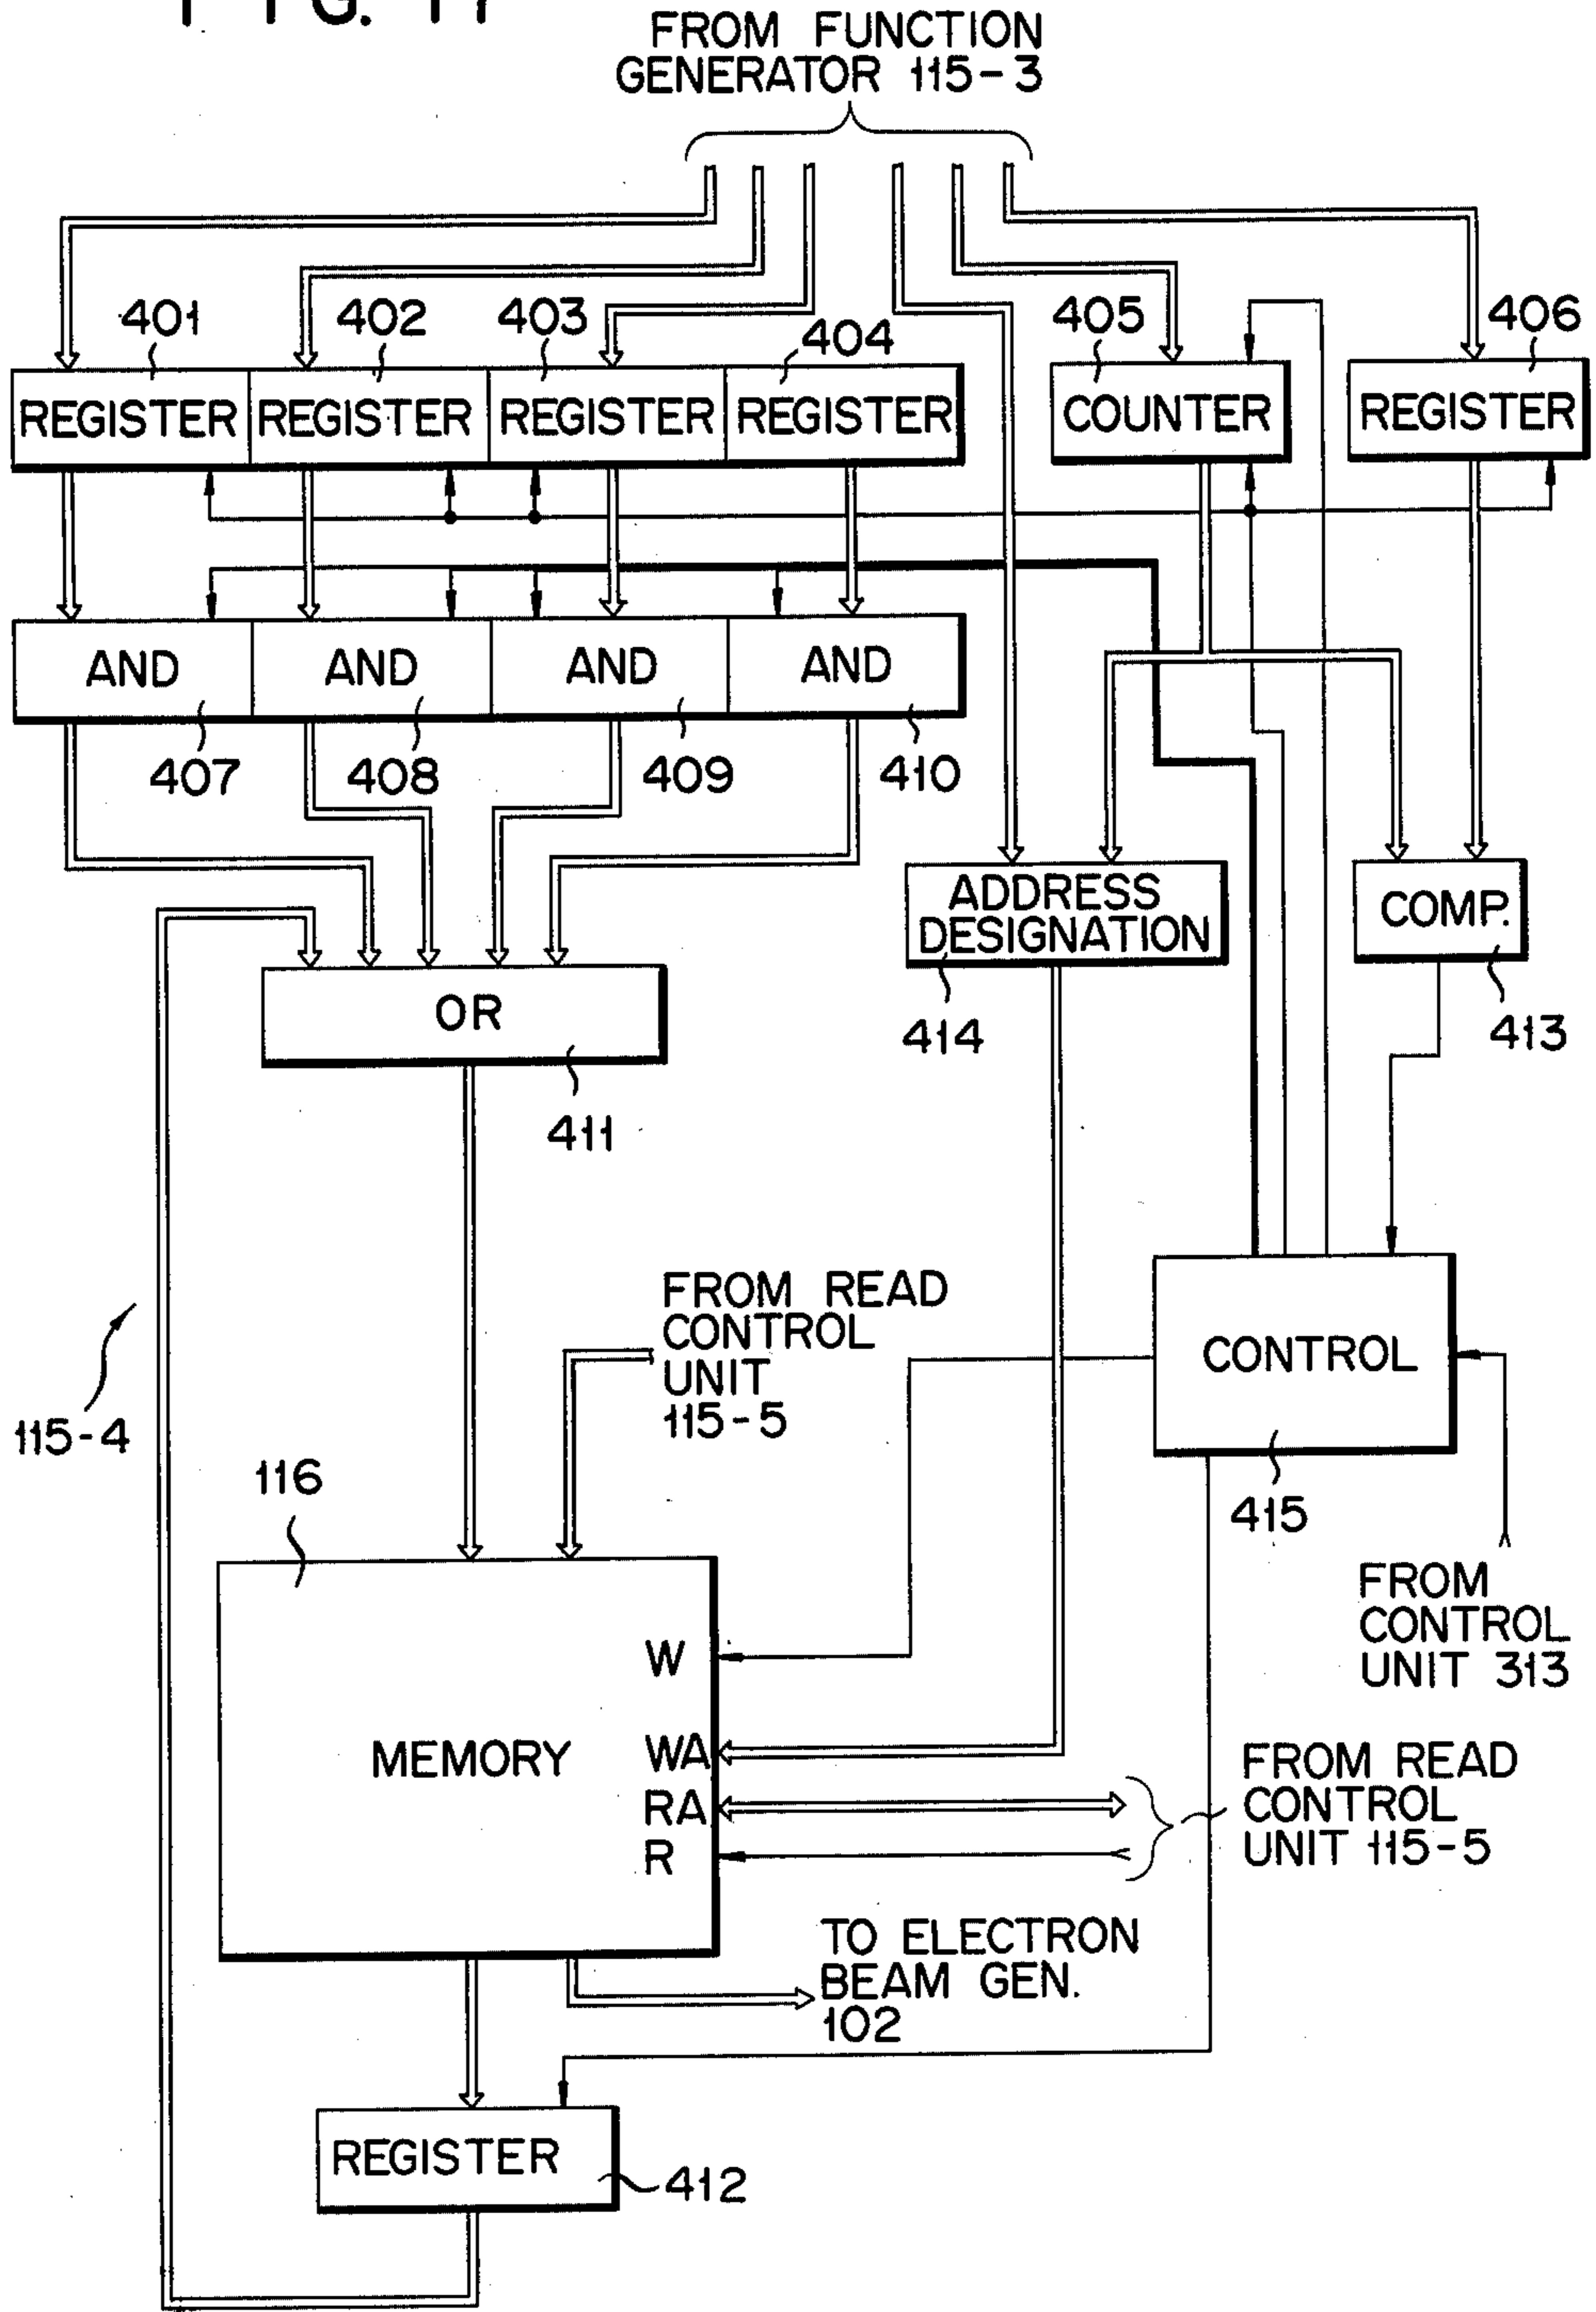 FIG. 17
FROM FUNCTION
GENERATOR 115-3
401
402
403
404
405
406
REGISTER
REGISTER
REGISTER
REGISTER
COUNTER
REGISTER
AND
AND
AND
AND
407
408
409
410
ADDRESS
DESIGNATION
COMP.
414
413
OR
411
FROM READ
CONTROL
UNIT
115-5
CONTROL
415
115-4
116
FROM
CONTROL
UNIT 313
MEMORY
W
WA
RA
R
FROM READ
CONTROL
UNIT 115-5
TO ELECTRON
BEAM GEN.
102
REGISTER
412